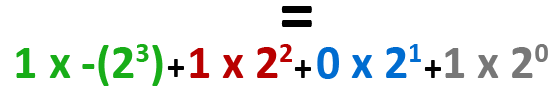 =
1 x -(2³)+1 x 2²+0 x 2¹+1 x 2⁰